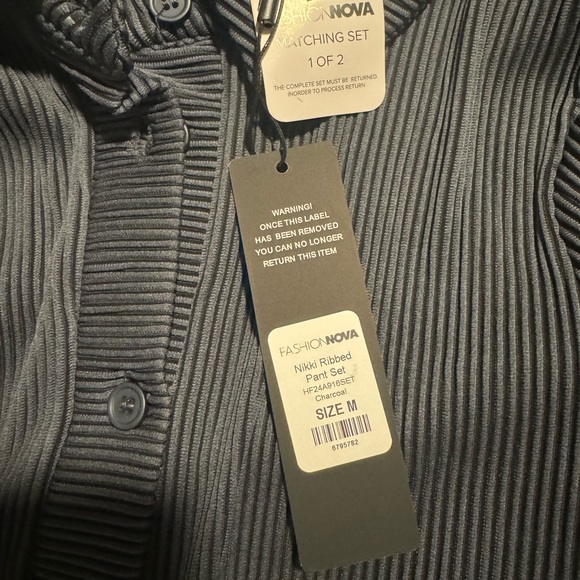 FASHIONNOVA
MATCHING SET
1 OF 2
THE COMPLETE SET MUST BE RETURNED
INORDER TO PROCESS RETURN
WARNING!
ONCE THIS LABEL
HAS BEEN REMOVED
YOU CAN NO LONGER
RETURN THIS ITEM
FASHIONNOVA
Nikki Ribbed
Pant Set
HF24A916SET
Charcoal
SIZE M
6795782